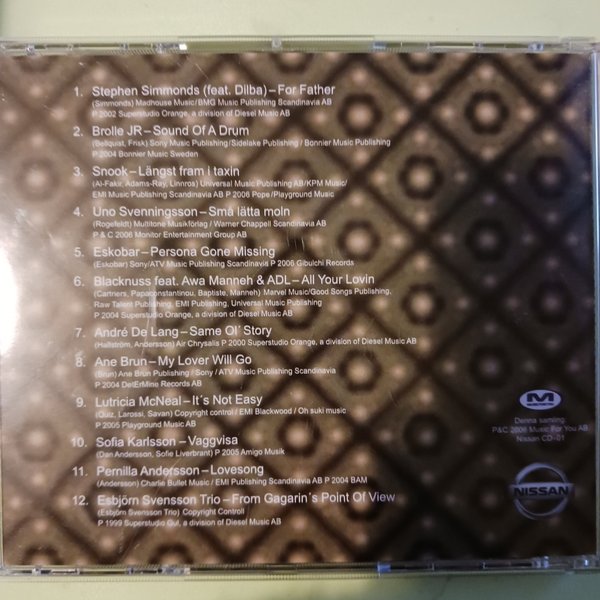 1. Stephen Simmonds (feat. Dilba) – For Father
(Simmonds) Madhouse Music/BMG Music Publishing Scandinavia AB
P 2002 Superstudio Orange, a division of Diesel Music AB
2. Brolle JR – Sound Of A Drum
(Bellquist, Frisk) Sony Music Publishing/Sidelake Publishing / Bonnier Music Publishing
P 2004 Bonnier Music Sweden
3. Snook – Längst fram i taxin
(Al-Fakir, Adams-Ray, Linnros) Universal Music Publishing AB/KPM Music/
EMI Music Publishing Scandinavia AB P 2006 Pope/Playground Music
4. Uno Svenningsson – Små lätta moln
(Rogefeldt) Multitone Musikförlag / Warner Chappell Scandinavia AB
P & C 2006 Monitor Entertainment Group AB
5. Eskobar – Persona Gone Missing
(Eskobar) Sony/ATV Music Publishing Scandinavia P 2006 Gibulchi Records
6. Blacknuss feat. Awa Manneh & ADL – All Your Lovin
(Cartners, Papaconstantinou, Baptiste, Manneh) Marvel Music/Good Songs Publishing,
Raw Talent Publishing, EMI Publishing, Universal Music Publishing
P 2004 Superstudio Orange, a division of Diesel Music AB
7. André De Lang – Same Ol´ Story
(Hallström, Andersson) Air Chrysalis P 2000 Superstudio Orange, a division of Diesel Music AB
8. Ane Brun – My Lover Will Go
(Brun) Ane Brun Publishing / Sony / ATV Music Publishing Scandinavia
P 2004 DetErMine Records AB
9. Lutricia McNeal – It´s Not Easy
(Quiz, Larossi, Savan) Copyright control / EMI Blackwood / Oh suki music
P 2005 Playground Music AB
10. Sofia Karlsson – Vaggvisa
(Dan Andersson, Sofie Liverbrant) P 2005 Amigo Musik
11. Pernilla Andersson – Lovesong
(Andersson) Charlie Bullet Music / EMI Publishing Scandinavia AB P 2004 BAM
12. Esbjörn Svensson Trio – From Gagarin´s Point Of View
(Esbjörn Svensson Trio) Copyright Controll
P 1999 Superstudio Gul, a division of Diesel Music AB
M
Denna samling
P&C 2006 Music For You AB
Nissan CD-01
NISSAN